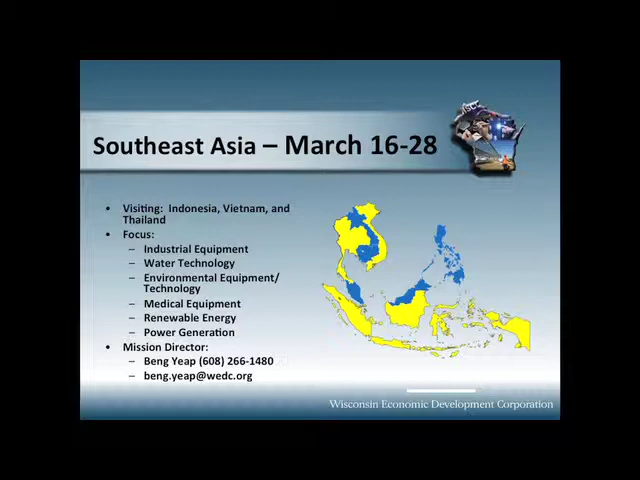 Southeast Asia – March 16-28
• Visiting: Indonesia, Vietnam, and
Thailand
• Focus:
– Industrial Equipment
– Water Technology
– Environmental Equipment/
Technology
– Medical Equipment
– Renewable Energy
– Power Generation
• Mission Director:
– Beng Yeap (608) 266-1480
– beng.yeap@wedc.org
Wisconsin Economic Development Corporation